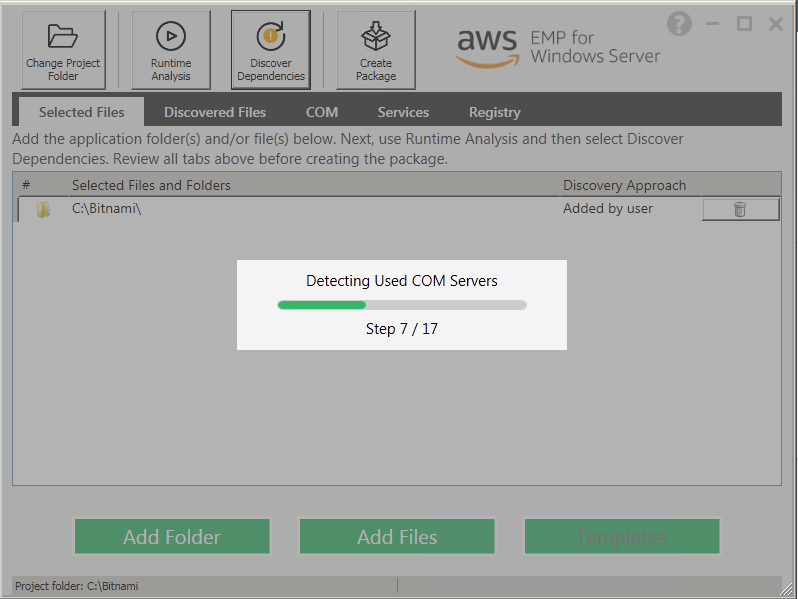 Change Project
Folder
Runtime
Analysis
Discover
Dependencies
Create
Package
aws
EMP for
Windows Server
?
Selected Files
Discovered Files
COM
Services
Registry
Add the application folder(s) and/or file(s) below. Next, use Runtime Analysis and then select Discover
Dependencies. Review all tabs above before creating the package.
# Selected Files and Folders Discovery Approach
C:\Bitnami\ Added by user
Detecting Used COM Servers
Step 7 / 17
Add Folder
Add Files
Templates
Project folder: C:\Bitnami